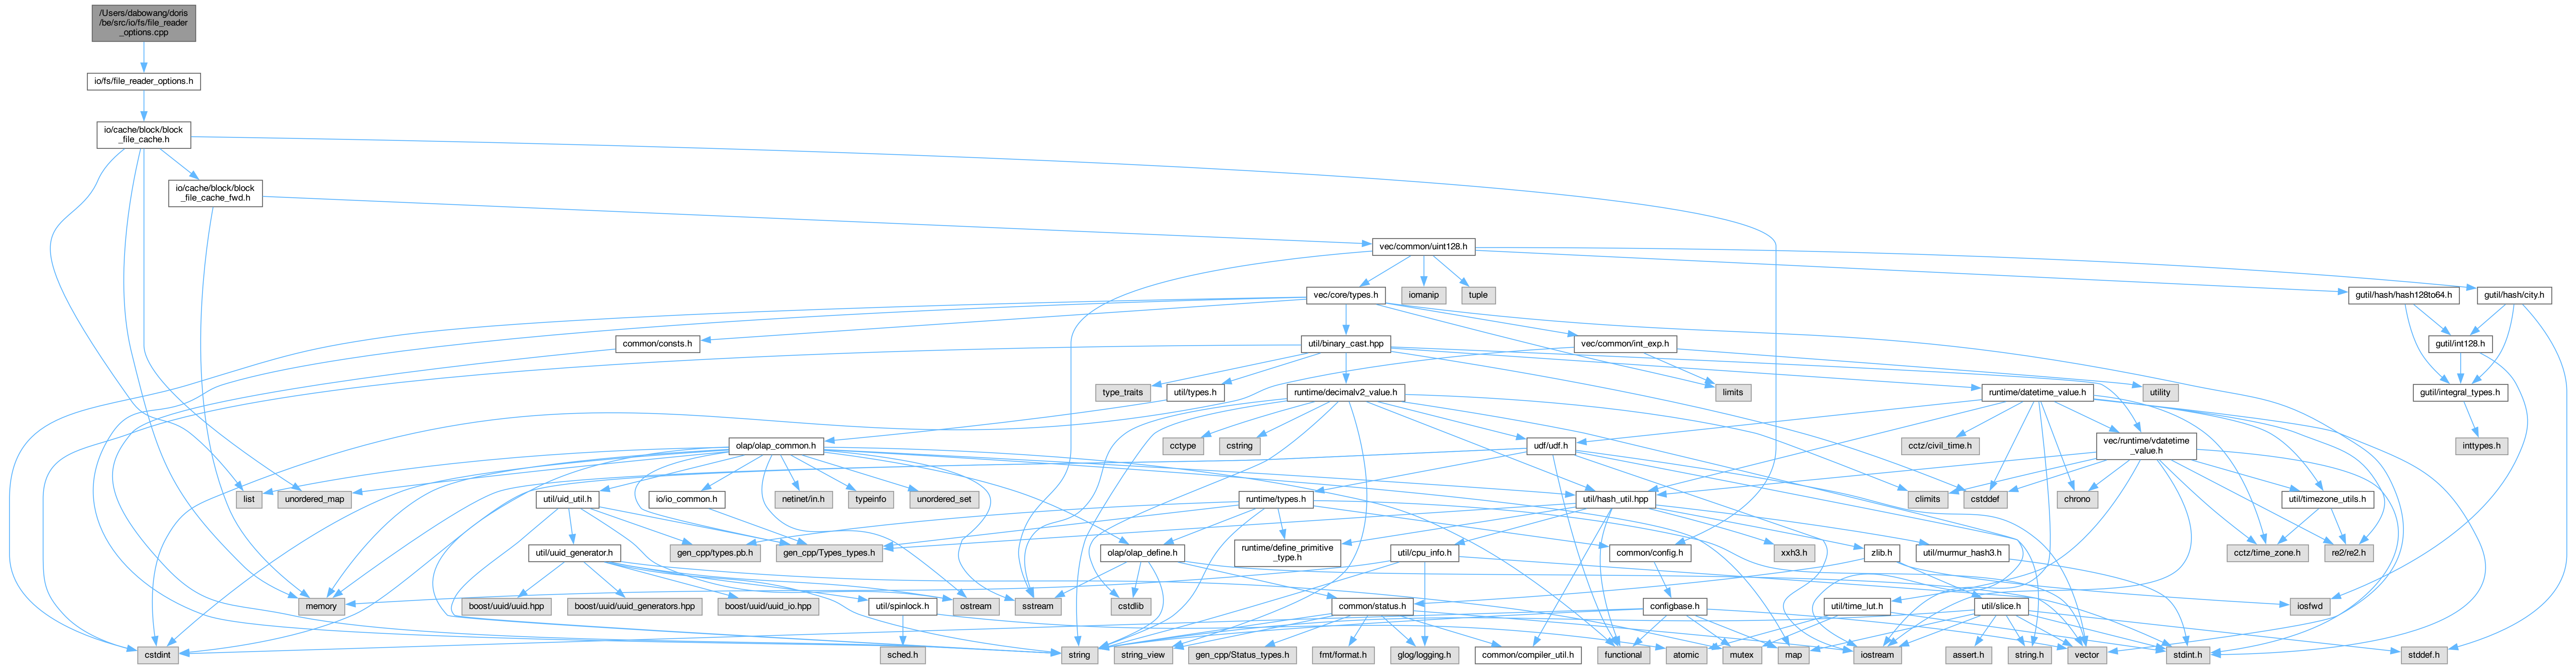 /Users/dabowang/doris
/be/src/io/fs/file_reader
_options.cpp
io/fs/file_reader_options.h
io/cache/block/block
_file_cache.h
io/cache/block/block
_file_cache_fwd.h
vec/common/uint128.h
vec/core/types.h
iomanip
tuple
gutil/hash/hash128to64.h
gutil/hash/city.h
common/consts.h
util/binary_cast.hpp
vec/common/int_exp.h
gutil/int128.h
type_traits
util/types.h
runtime/decimalv2_value.h
limits
runtime/datetime_value.h
utility
gutil/integral_types.h
olap/olap_common.h
cctype
cstring
udf/udf.h
cctz/civil_time.h
vec/runtime/vdatetime
_value.h
inttypes.h
list
unordered_map
util/uid_util.h
io/io_common.h
netinet/in.h
typeinfo
unordered_set
runtime/types.h
util/hash_util.hpp
climits
cstddef
chrono
util/timezone_utils.h
util/uuid_generator.h
gen_cpp/types.pb.h
gen_cpp/Types_types.h
olap/olap_define.h
runtime/define_primitive
_type.h
util/cpu_info.h
common/config.h
xxh3.h
zlib.h
util/murmur_hash3.h
cctz/time_zone.h
re2/re2.h
memory
boost/uuid/uuid.hpp
boost/uuid/uuid_generators.hpp
boost/uuid/uuid_io.hpp
util/spinlock.h
ostream
sstream
cstdlib
common/status.h
configbase.h
util/time_lut.h
util/slice.h
iosfwd
cstdint
sched.h
string
string_view
gen_cpp/Status_types.h
fmt/format.h
glog/logging.h
common/compiler_util.h
functional
atomic
mutex
map
iostream
assert.h
string.h
vector
stdint.h
stddef.h